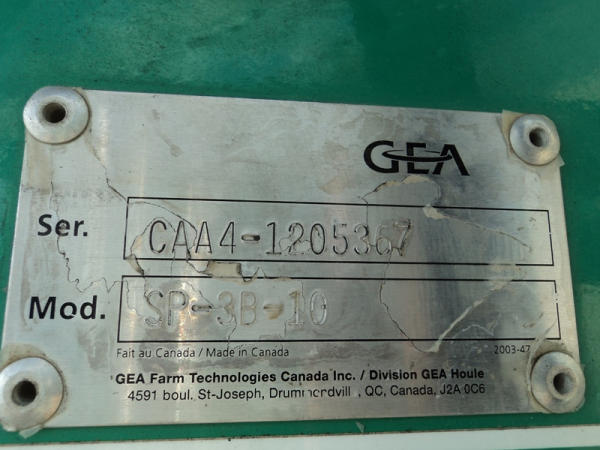 GEA
Ser. CAA4-1205367
Mod. SP-3B-10
Fait au Canada / Made in Canada 2003-47
GEA Farm Technologies Canada Inc. / Division GEA Houle
4591 boul. St-Joseph, QC, Canada, J2A 0C6